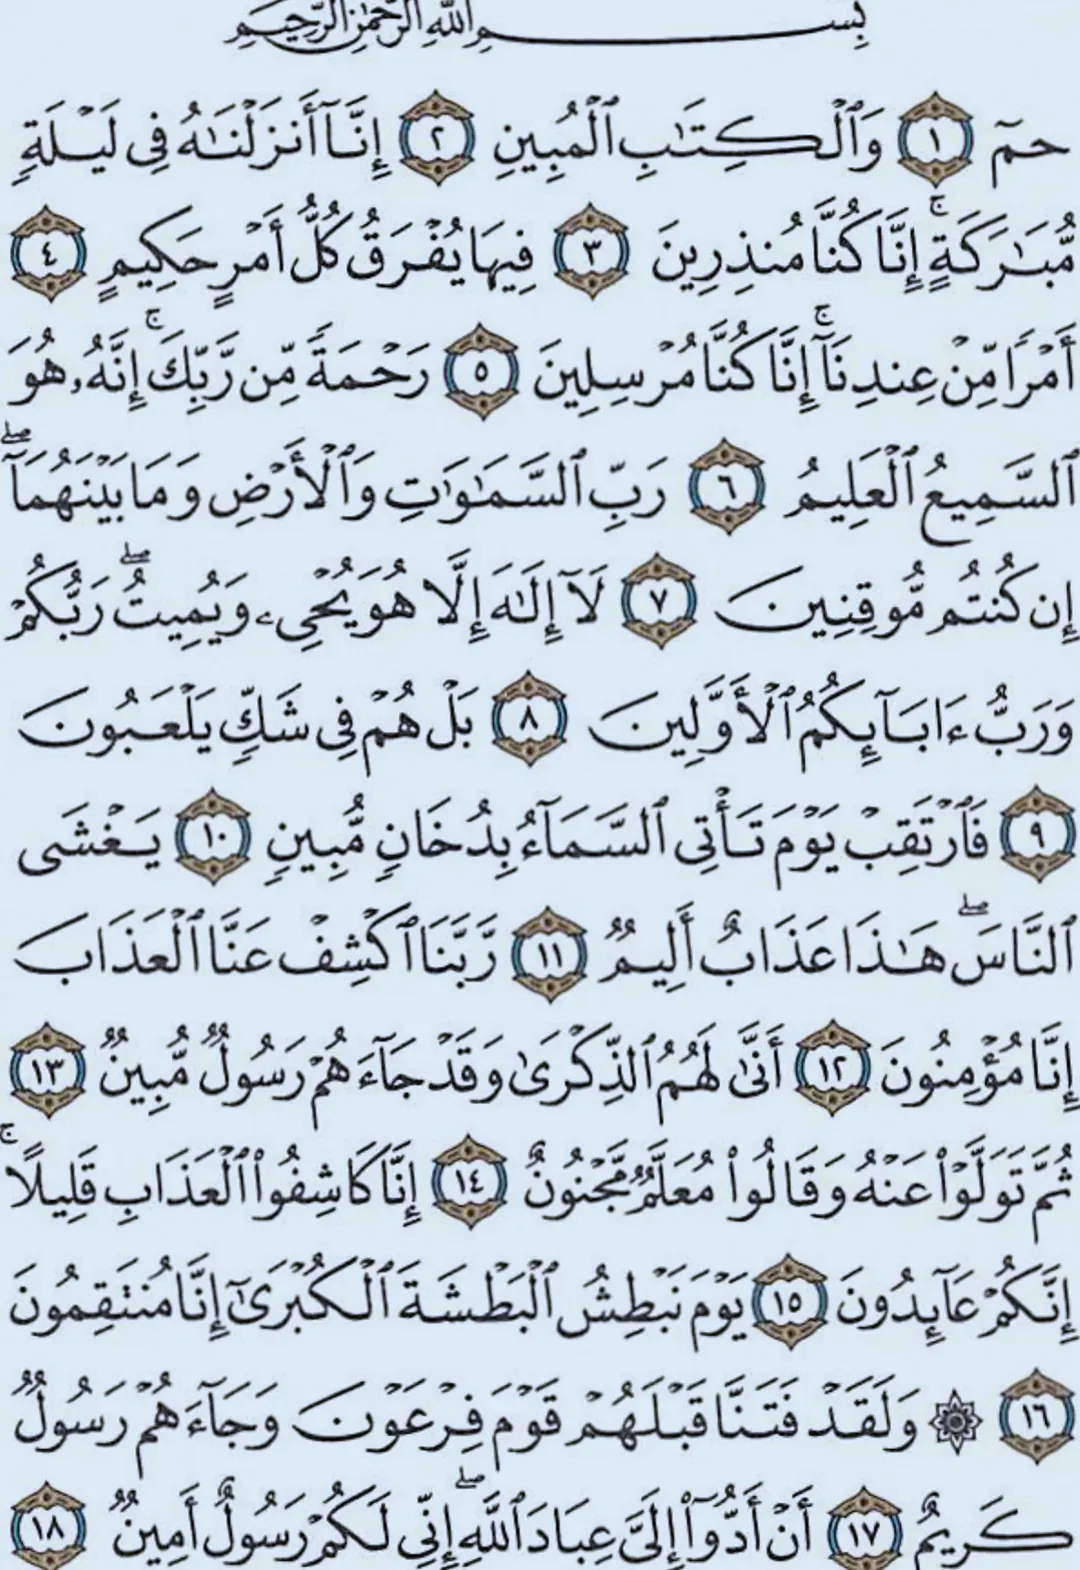 بِسْمِ ٱللَّهِ ٱلرَّحْمَٰنِ ٱلرَّحِيمِ
حمٓ ١ وَٱلْكِتَٰبِ ٱلْمُبِينِ ٢ إِنَّآ أَنزَلْنَٰهُ فِى لَيْلَةٍ
مُّبَٰرَكَةٍ ۚ إِنَّا كُنَّا مُنذِرِينَ ٣ فِيهَا يُفْرَقُ كُلُّ أَمْرٍ حَكِيمٍ ٤
أَمْرًا مِّنْ عِندِنَآ ۚ إِنَّا كُنَّا مُرْسِلِينَ ٥ رَحْمَةً مِّن رَّبِّكَ ۚ إِنَّهُۥ هُوَ
ٱلسَّمِيعُ ٱلْعَلِيمُ ٦ رَبِّ ٱلسَّمَٰوَٰتِ وَٱلْأَرْضِ وَمَا بَيْنَهُمَآ ۖ
إِن كُنتُم مُّوقِنِينَ ٧ لَآ إِلَٰهَ إِلَّا هُوَ يُحْىِۦ وَيُمِيتُ ۖ رَبُّكُمْ
وَرَبُّ ءَابَآئِكُمُ ٱلْأَوَّلِينَ ٨ بَلْ هُمْ فِى شَكٍّ يَلْعَبُونَ
٩ فَٱرْتَقِبْ يَوْمَ تَأْتِى ٱلسَّمَآءُ بِدُخَانٍ مُّبِينٍ ١٠ يَغْشَى
ٱلنَّاسَ ۖ هَٰذَا عَذَابٌ أَلِيمٌ ١١ رَّبَّنَا ٱكْشِفْ عَنَّا ٱلْعَذَابَ
إِنَّا مُؤْمِنُونَ ١٢ أَنَّىٰ لَهُمُ ٱلذِّكْرَىٰ وَقَدْ جَآءَهُمْ رَسُولٌ مُّبِينٌ ١٣
ثُمَّ تَوَلَّوْا۟ عَنْهُ وَقَالُوا۟ مُعَلَّمٌ مَّجْنُونٌ ١٤ إِنَّا كَاشِفُوا۟ ٱلْعَذَابِ قَلِيلًا ۚ
إِنَّكُمْ عَآئِدُونَ ١٥ يَوْمَ نَبْطِشُ ٱلْبَطْشَةَ ٱلْكُبْرَىٰٓ إِنَّا مُنتَقِمُونَ
١٦ ۞ وَلَقَدْ فَتَنَّا قَبْلَهُمْ قَوْمَ فِرْعَوْنَ وَجَآءَهُمْ رَسُولٌ
كَرِيمٌ ١٧ أَنْ أَدُّوٓا۟ إِلَىَّ عِبَادَ ٱللَّهِ ۖ إِنِّى لَكُمْ رَسُولٌ أَمِينٌ ١٨